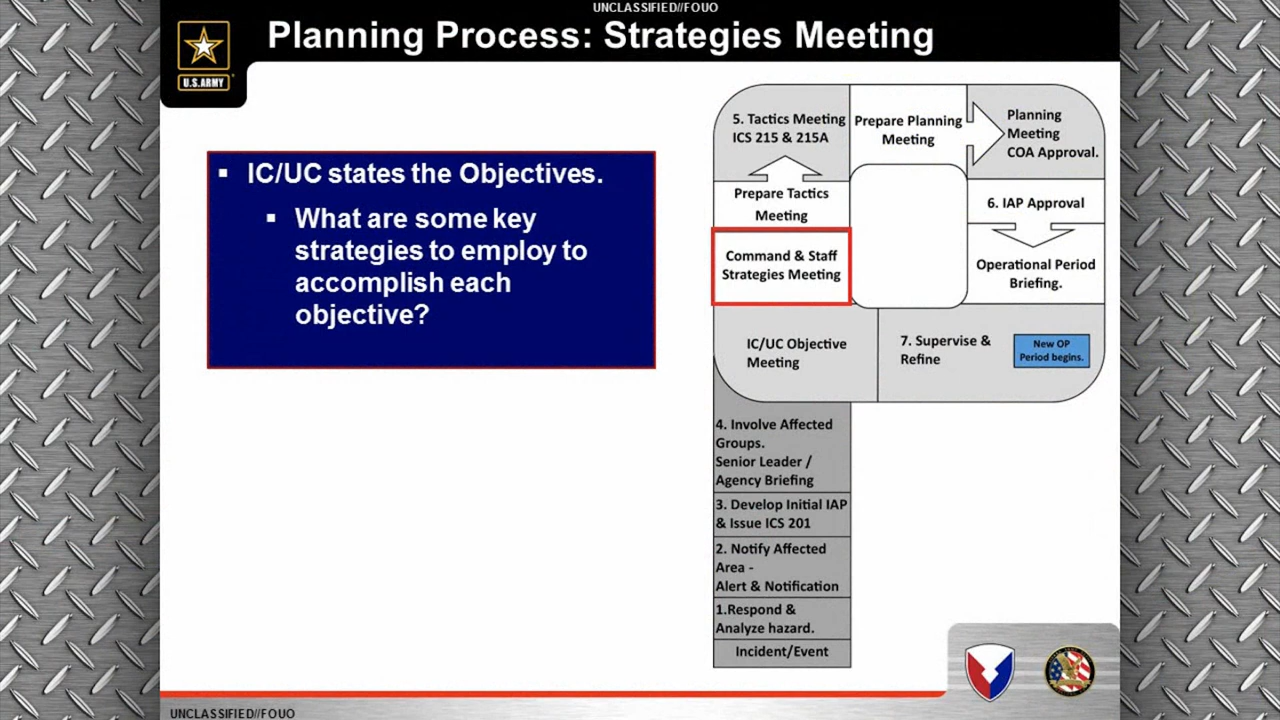 UNCLASSIFIED//FOUO
Planning Process: Strategies Meeting
U.S.ARMY
▪ IC/UC states the Objectives.
▪ What are some key
strategies to employ to
accomplish each
objective?
5. Tactics Meeting
ICS 215 & 215A
Prepare Planning
Meeting
Planning
Meeting
COA Approval.
Prepare Tactics
Meeting
6. IAP Approval
Command & Staff
Strategies Meeting
Operational Period
Briefing.
IC/UC Objective
Meeting
7. Supervise &
Refine
New OP
Period begins.
4. Involve Affected
Groups.
Senior Leader /
Agency Briefing
3. Develop Initial IAP
& Issue ICS 201
2. Notify Affected
Area -
Alert & Notification
1.Respond &
Analyze hazard.
Incident/Event
UNCLASSIFIED//FOUO